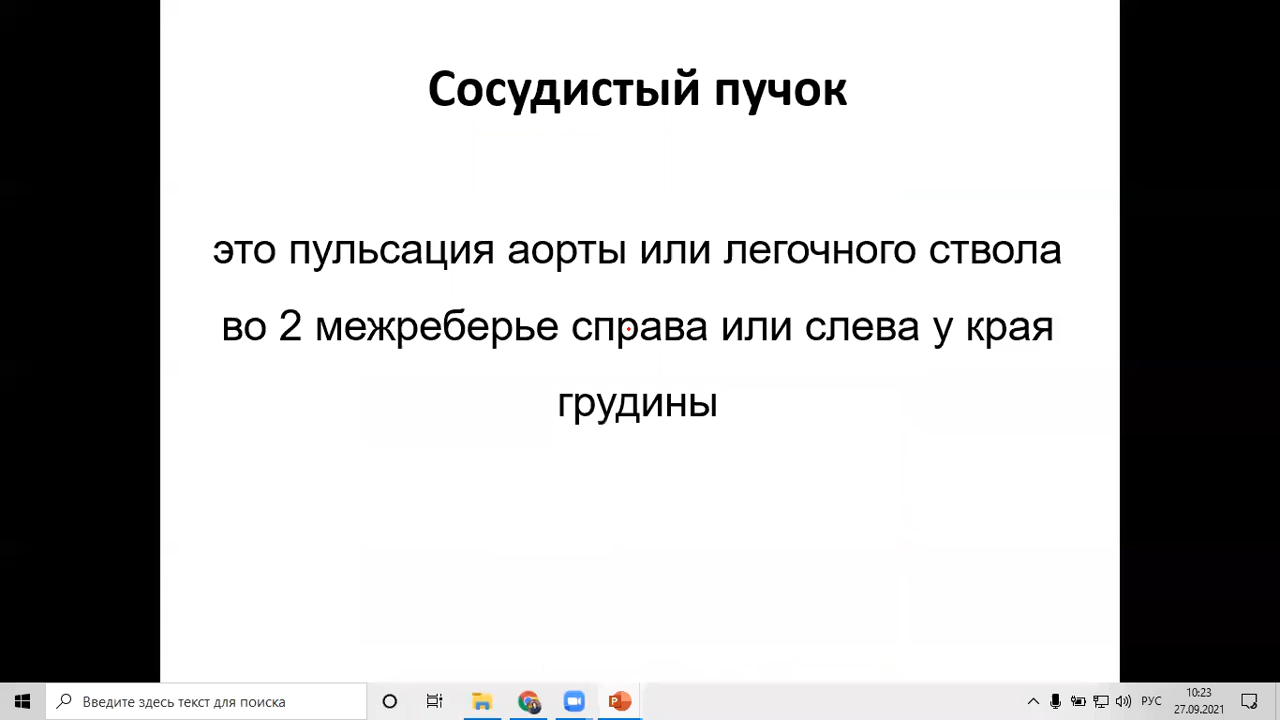 Сосудистый пучок
это пульсация аорты или легочного ствола
во 2 межреберье справа или слева у края
грудины
Введите здесь текст для поиска
РУС
10:23
27.09.2021